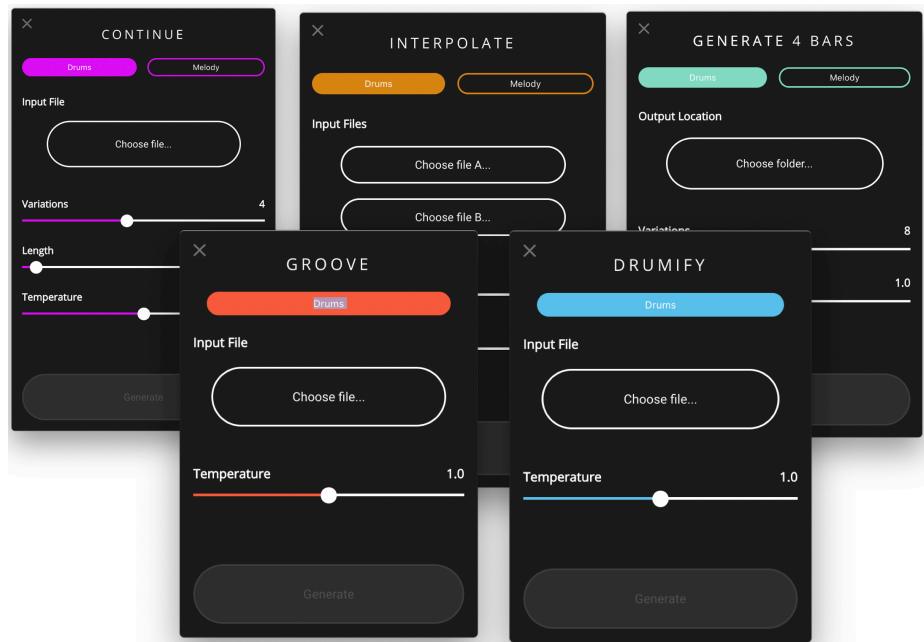 CONTINUE
Drums
Melody
Input File
Choose file...
Variations 4
Length
Temperature
Generate
INTERPOLATE
Drums
Melody
Input Files
Choose file A...
Choose file B...
GENERATE 4 BARS
Drums
Melody
Output Location
Choose folder...
Variations 8
1.0
GROOVE
Drums
Input File
Choose file...
Temperature 1.0
Generate
DRUMIFY
Drums
Input File
Choose file...
Temperature 1.0
Generate